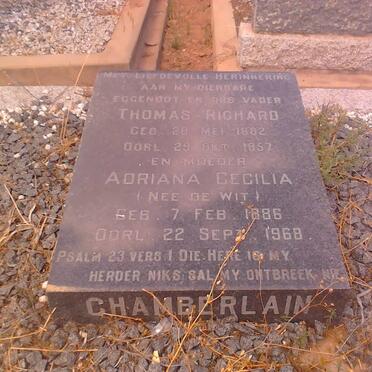 MET LIEFDEVOLLE HERINNERING
AAN MY DIERBARE
EGGENOOT EN ONS VADER
THOMAS RICHARD
GEB. 28 MEI 1882
OORL. 29 OKT. 1957
EN MOEDER
ADRIANA CECILIA
(NEE DE WIT)
GEB. 7 FEB. 1886
OORL. 22 SEPT. 1968
PSALM 23 VERS 1 DIE HERE IS MY
HERDER NIKS SAL MY ONTBREEK NIE
CHAMBERLAIN